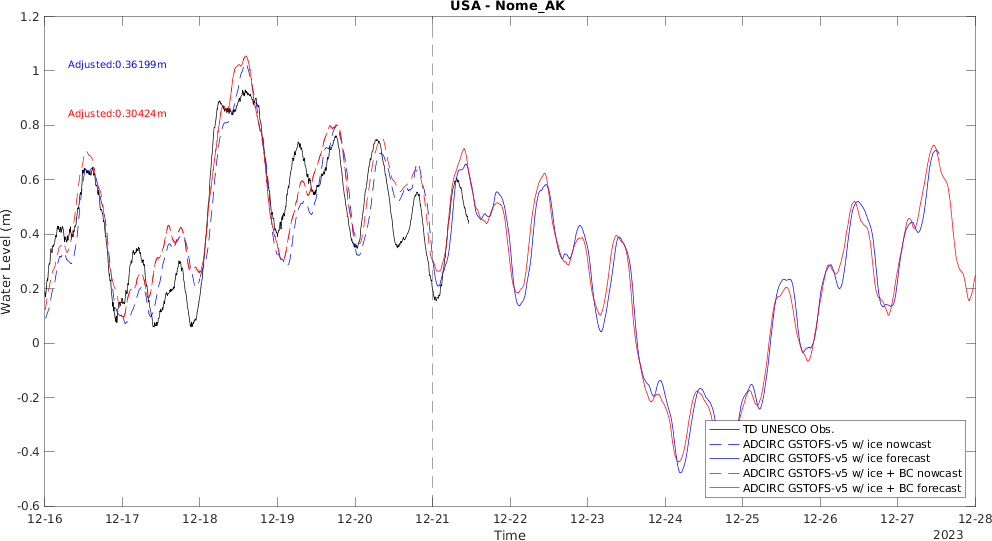 USA - Nome_AK
1.2
1
0.8
0.6
0.4
0.2
0
-0.2
-0.4
-0.6
Water Level (m)
Adjusted:0.36199m
Adjusted:0.30424m
TD UNESCO Obs.
ADCIRC GSTOFS-v5 w/ ice nowcast
ADCIRC GSTOFS-v5 w/ ice forecast
ADCIRC GSTOFS-v5 w/ ice + BC nowcast
ADCIRC GSTOFS-v5 w/ ice + BC forecast
12-16 12-17 12-18 12-19 12-20 12-21 12-22 12-23 12-24 12-25 12-26 12-27 12-28
Time
2023